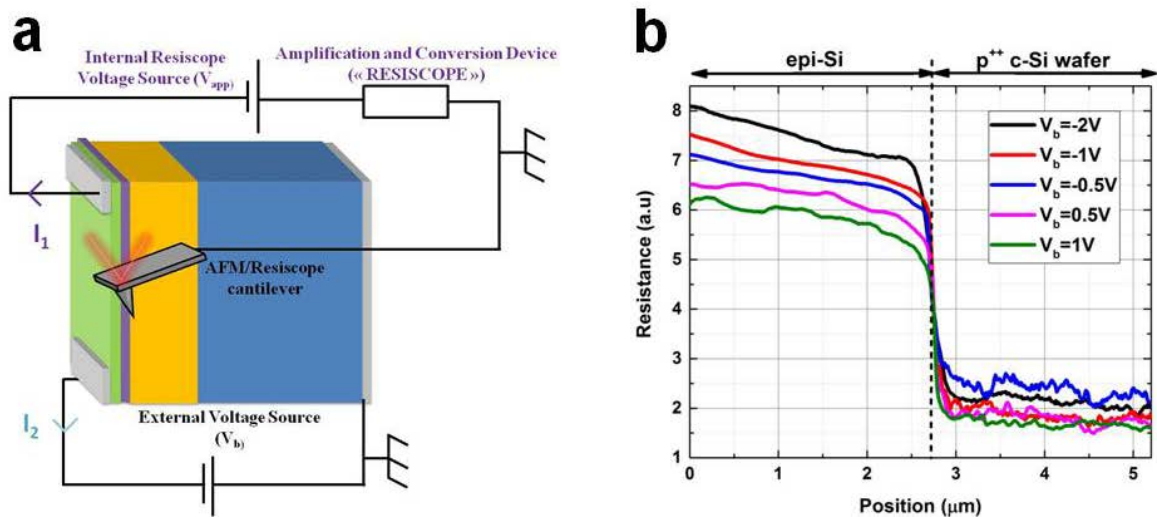 a
Internal Resiscope
Voltage Source (Vapp)
Amplification and Conversion Device
(« RESISCOPE »)
I1
AFM/Resiscope
cantilever
I2
External Voltage Source
(Vb)
b
epi-Si
p++ c-Si wafer
Vb=-2V
Vb=-1V
Vb=-0.5V
Vb=0.5V
Vb=1V
Resistance (a.u)
8
7
6
5
4
3
2
1
0 1 2 3 4 5
Position (μm)